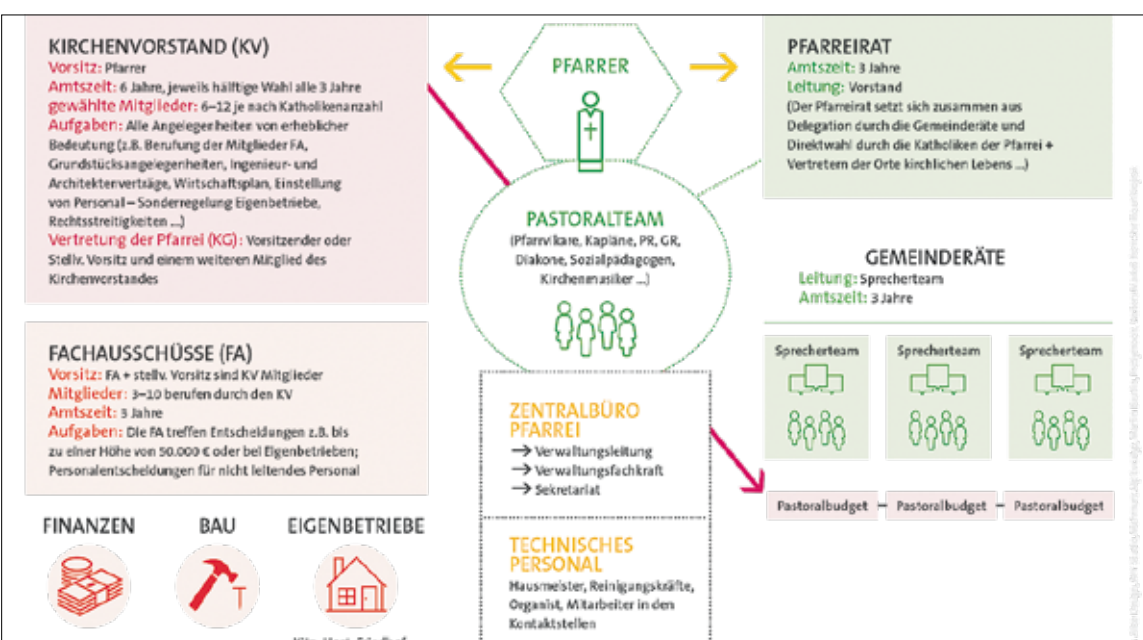 KIRCHENVORSTAND (KV)
Vorsitz: Pfarrer
Amtszeit: 6 Jahre, jeweils hälftige Wahl alle 3 Jahre
gewählte Mitglieder: 6–12 je nach Katholikenanzahl
Aufgaben: Alle Angelegenheiten von erheblicher
Bedeutung (z.B. Berufung der Mitglieder FA,
Grundstücksangelegenheiten, Ingenieur- und
Architektenverträge, Wirtschaftsplan, Einstellung
von Personal – Sonderregelung Eigenbetriebe,
Rechtsstreitigkeiten ...)
Vertretung der Pfarrei (KG): Vorsitzender oder
Stellv. Vorsitz und einem weiteren Mitglied des
Kirchenvorstandes
FACHAUSSCHÜSSE (FA)
Vorsitz: FA + stellv. Vorsitz sind KV Mitglieder
Mitglieder: 3–10 berufen durch den KV
Amtszeit: 3 Jahre
Aufgaben: Die FA treffen Entscheidungen z.B. bis
zu einer Höhe von 50.000 € oder bei Eigenbetrieben;
Personalentscheidungen für nicht leitendes Personal
FINANZEN
BAU
EIGENBETRIEBE
PFARRER
PASTORALTEAM
(Pfarrvikare, Kapläne, PR, GR,
Diakone, Sozialpädagogen,
Kirchenmusiker ...)
ZENTRALBÜRO
PFARREI
→ Verwaltungsleitung
→ Verwaltungsfachkraft
→ Sekretariat
TECHNISCHES
PERSONAL
Hausmeister, Reinigungskräfte,
Organist, Mitarbeiter in den
Kontaktstellen
PFARREIRAT
Amtszeit: 3 Jahre
Leitung: Vorstand
(Der Pfarreirat setzt sich zusammen aus
Delegation durch die Gemeinderäte und
Direktwahl durch die Katholiken der Pfarrei +
Vertretern der Orte kirchlichen Lebens ...)
GEMEINDERÄTE
Leitung: Sprecherteam
Amtszeit: 3 Jahre
Sprecherteam
Sprecherteam
Sprecherteam
Pastoralbudget – Pastoralbudget – Pastoralbudget